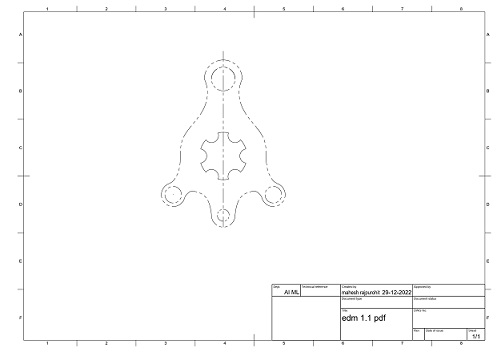 1 2 3 4 5 6 7 8
A A
B B
C C
D D
E E
F F
Dept.
AI ML
Technical reference
Created by
mahesh rajpurohit 29-12-2022
Approved by
Document type
Document status
Title
edm 1.1 pdf
DWG No.
Rev.
Date of issue
Sheet
1/1
1 2 3 4 5 6 7 8